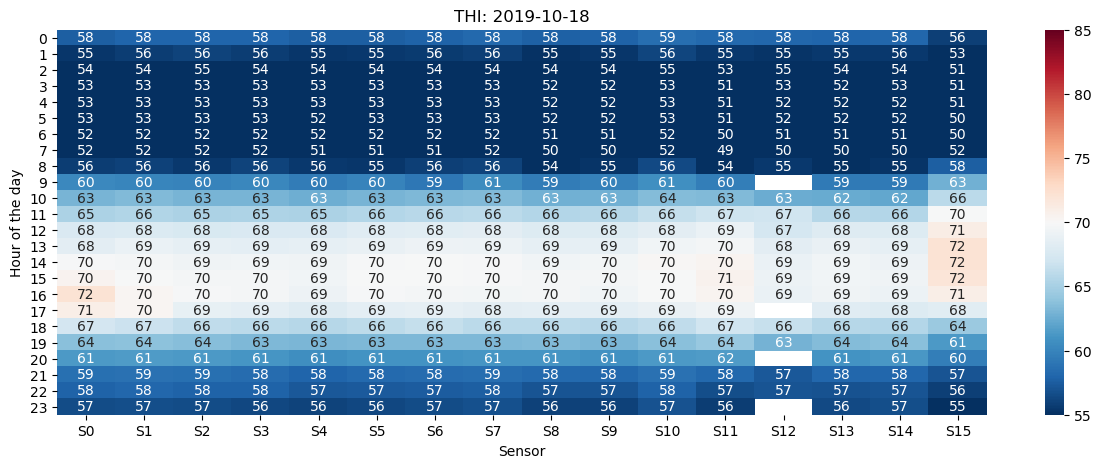 THI: 2019-10-18
Hour of the day
0 58 58 58 58 58 58 58 58 58 58 59 58 58 58 58 56
1 55 56 56 56 55 55 56 56 55 55 56 55 55 55 56 53
2 54 54 55 54 54 54 54 54 54 54 55 53 55 54 54 51
3 53 53 53 53 53 53 53 53 52 52 53 51 53 52 53 51
4 53 53 53 53 53 53 53 53 52 52 53 51 52 52 52 51
5 53 53 53 53 52 53 53 53 52 52 53 51 52 52 52 50
6 52 52 52 52 52 52 52 52 51 51 52 50 51 51 51 50
7 52 52 52 52 51 51 51 52 50 50 52 49 50 50 50 52
8 56 56 56 56 56 55 56 56 54 55 56 54 55 55 55 58
9 60 60 60 60 60 60 59 61 59 60 61 60 59 59 63
10 63 63 63 63 63 63 63 63 63 63 64 63 63 62 62 66
11 65 66 65 65 66 66 66 66 66 66 66 67 67 66 66 70
12 68 68 68 68 68 68 68 68 68 68 68 69 67 68 68 71
13 68 69 69 69 69 69 69 69 69 69 70 70 68 69 69 72
14 70 70 69 69 69 70 70 70 69 70 70 70 69 69 69 72
15 70 70 70 70 69 70 70 70 70 70 70 71 69 69 69 72
16 72 70 70 70 69 70 70 70 70 70 70 70 69 69 69 71
17 71 70 69 69 68 69 69 68 69 69 69 69 68 68 68
18 67 67 66 66 66 66 66 66 66 66 66 67 66 66 66 64
19 64 64 64 63 63 63 63 63 63 63 64 64 63 64 64 61
20 61 61 61 61 61 61 61 61 61 61 61 62 61 61 60
21 59 59 59 58 58 58 58 59 58 58 59 58 57 58 58 57
22 58 58 58 58 57 57 57 58 57 57 58 57 57 57 57 56
23 57 57 57 56 56 56 57 57 56 56 57 56 56 57 55
S0 S1 S2 S3 S4 S5 S6 S7 S8 S9 S10 S11 S12 S13 S14 S15
Sensor
85
80
75
70
65
60
55